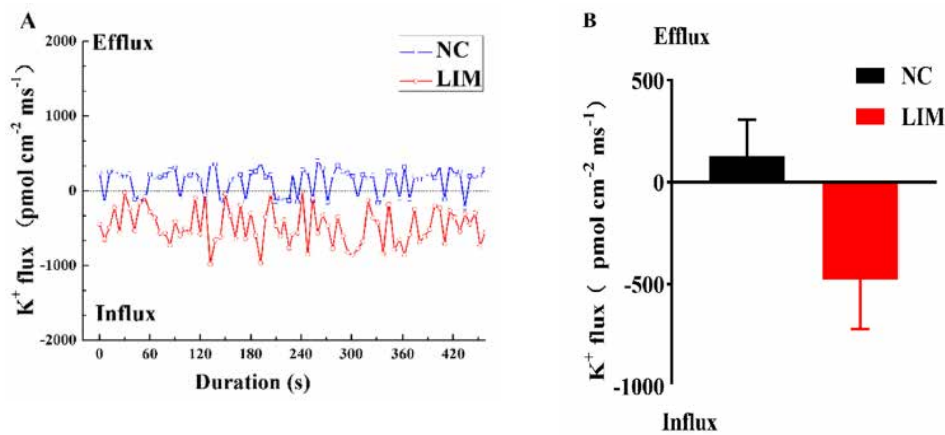 A
Efflux
NC
LIM
2000
1000
0
-1000
-2000
K+ flux (pmol cm-2 ms-1)
Influx
0 60 120 180 240 300 360 420
Duration (s)
B
Efflux
NC
LIM
500
0
-500
-1000
K+ flux ( pmol cm-2 ms-1)
Influx